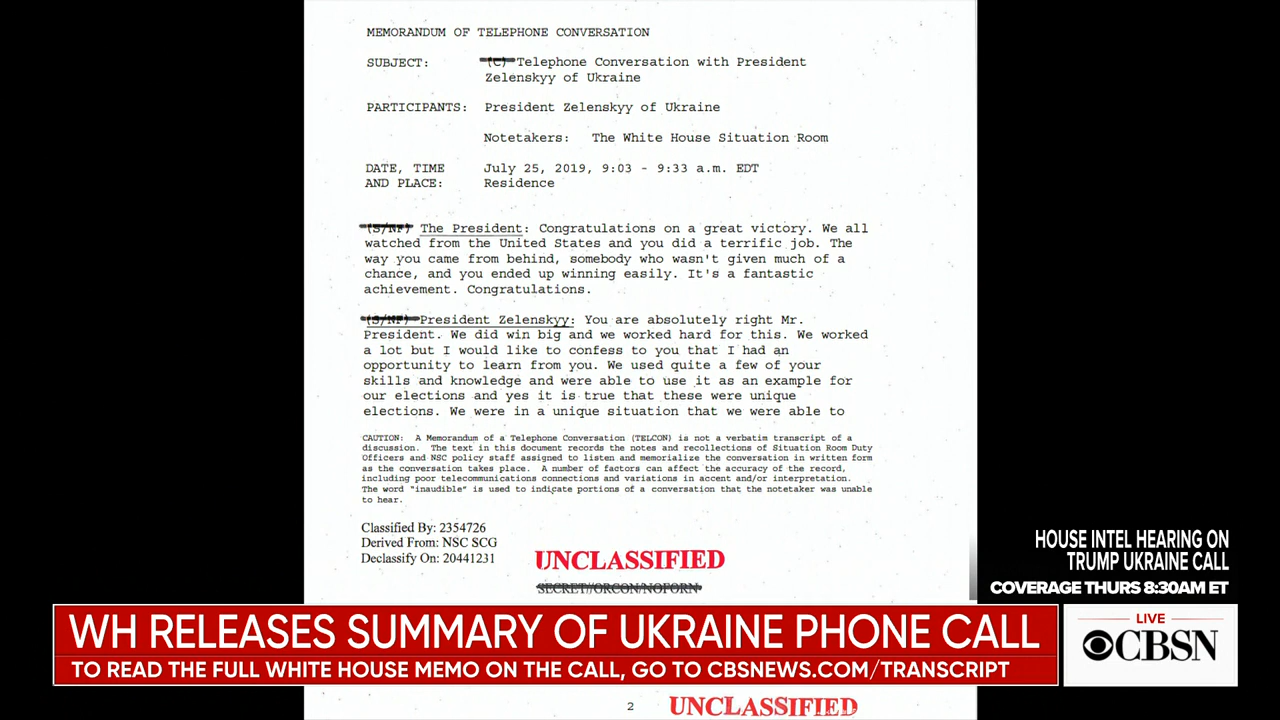 MEMORANDUM OF TELEPHONE CONVERSATION
SUBJECT: (C) Telephone Conversation with President
Zelenskyy of Ukraine
PARTICIPANTS: President Zelenskyy of Ukraine
Notetakers: The White House Situation Room
DATE, TIME July 25, 2019, 9:03 - 9:33 a.m. EDT
AND PLACE: Residence
(S/NF) The President: Congratulations on a great victory. We all
watched from the United States and you did a terrific job. The
way you came from behind, somebody who wasn't given much of a
chance, and you ended up winning easily. It's a fantastic
achievement. Congratulations.
(S/NF) President Zelenskyy: You are absolutely right Mr.
President. We did win big and we worked hard for this. We worked
a lot but I would like to confess to you that I had an
opportunity to learn from you. We used quite a few of your
skills and knowledge and were able to use it as an example for
our elections and yes it is true that these were unique
elections. We were in a unique situation that we were able to
CAUTION: A Memorandum of a Telephone Conversation (TELCON) is not a verbatim transcript of a
discussion. The text in this document records the notes and recollections of Situation Room Duty
Officers and NSC policy staff assigned to listen and memorialize the conversation in written form
as the conversation takes place. A number of factors can affect the accuracy of the record,
including poor telecommunications connections and variations in accent and/or interpretation.
The word "inaudible" is used to indicate portions of a conversation that the notetaker was unable
to hear.
Classified By: 2354726
Derived From: NSC SCG
Declassify On: 20441231
UNCLASSIFIED
SECRET//ORCON/NOFORN
HOUSE INTEL HEARING ON
TRUMP UKRAINE CALL
COVERAGE THURS 8:30AM ET
WH RELEASES SUMMARY OF UKRAINE PHONE CALL
TO READ THE FULL WHITE HOUSE MEMO ON THE CALL, GO TO CBSNEWS.COM/TRANSCRIPT
LIVE
CBSN
2
UNCLASSIFIED